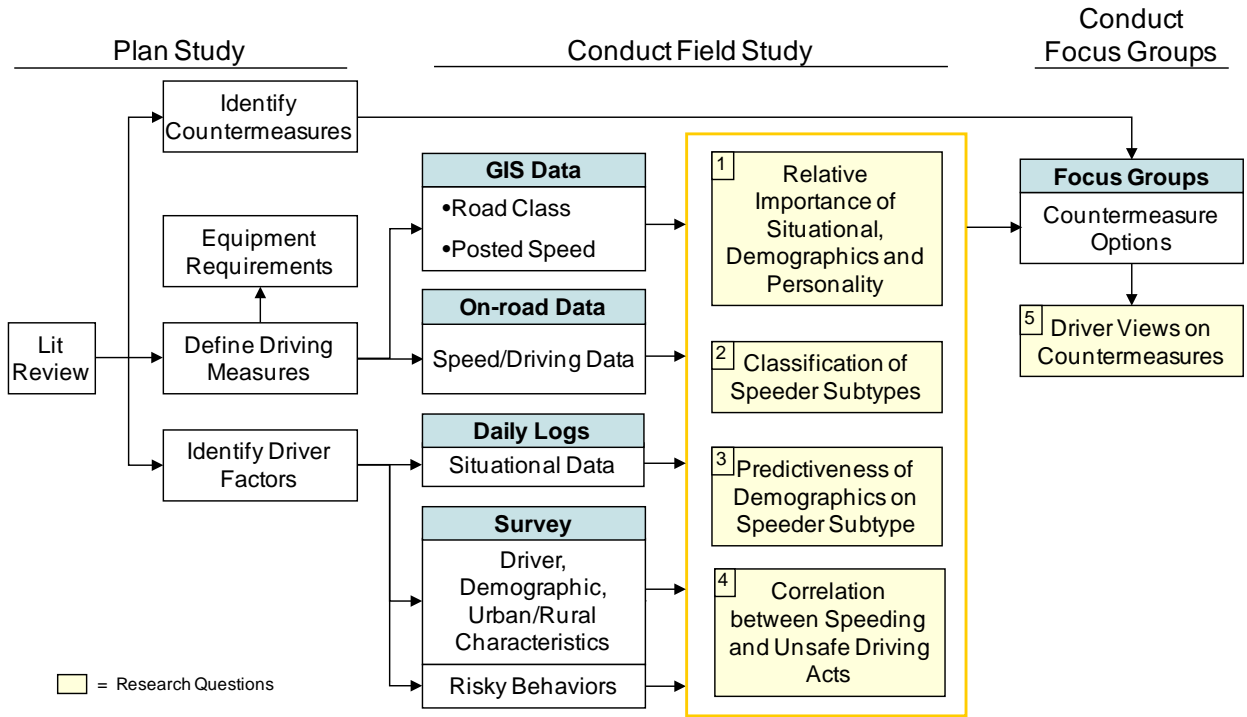 Plan Study
Conduct Field Study
Conduct
Focus Groups
Lit
Review
Identify
Countermeasures
Equipment
Requirements
Define Driving
Measures
Identify Driver
Factors
GIS Data
•Road Class
•Posted Speed
On-road Data
Speed/Driving Data
Daily Logs
Situational Data
Survey
Driver,
Demographic,
Urban/Rural
Characteristics
Risky Behaviors
1
Relative
Importance of
Situational,
Demographics and
Personality
2
Classification of
Speeder Subtypes
3
Predictiveness of
Demographics on
Speeder Subtype
4
Correlation
between Speeding
and Unsafe Driving
Acts
Focus Groups
Countermeasure
Options
5
Driver Views on
Countermeasures
= Research Questions